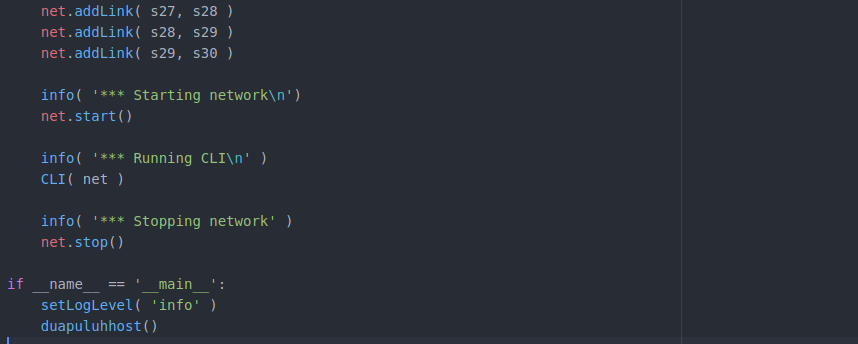 net.addLink( s27, s28 )
net.addLink( s28, s29 )
net.addLink( s29, s30 )
info( '*** Starting network\n')
net.start()
info( '*** Running CLI\n' )
CLI( net )
info( '*** Stopping network' )
net.stop()
if __name__ == '__main__':
setLogLevel( 'info' )
duapuluhhost()